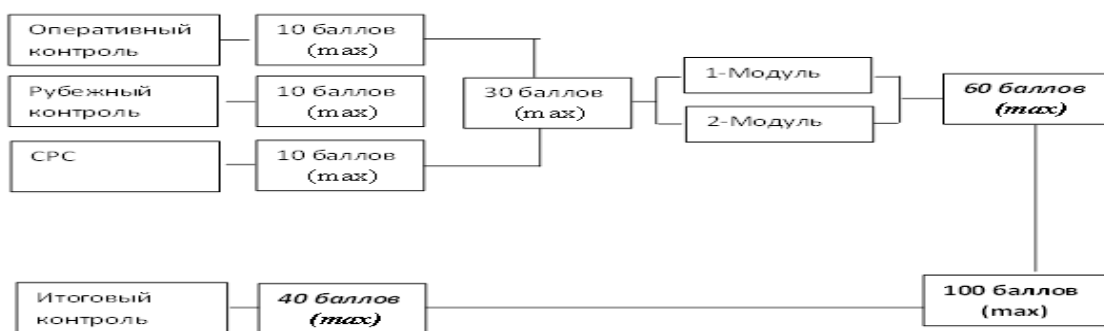 Оперативный
контроль
10 баллов
(max)
Рубежный
контроль
10 баллов
(max)
СРС
10 баллов
(max)
30 баллов
(max)
1-Модуль
2-Модуль
60 баллов
(max)
Итоговый
контроль
40 баллов
(max)
100 баллов
(max)